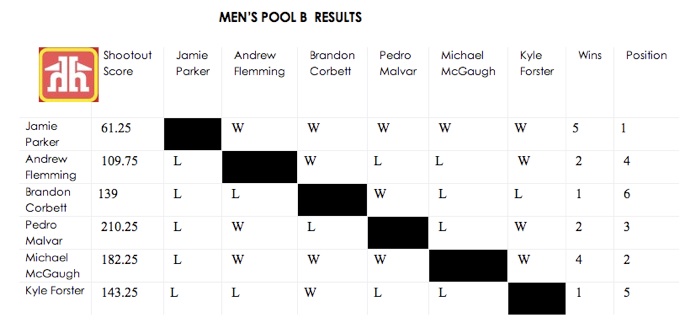 MEN'S POOL B  RESULTS
Shootout Score Jamie Parker Andrew Flemming Brandon Corbett Pedro Malvar Michael McGaugh Kyle Forster Wins Position
Jamie Parker 61.25 W W W W W 5 1
Andrew Flemming 109.75 L W L L W 2 4
Brandon Corbett 139 L L W L L 1 6
Pedro Malvar 210.25 L W L L W 2 3
Michael McGaugh 182.25 L W W W W 4 2
Kyle Forster 143.25 L L W L L 1 5